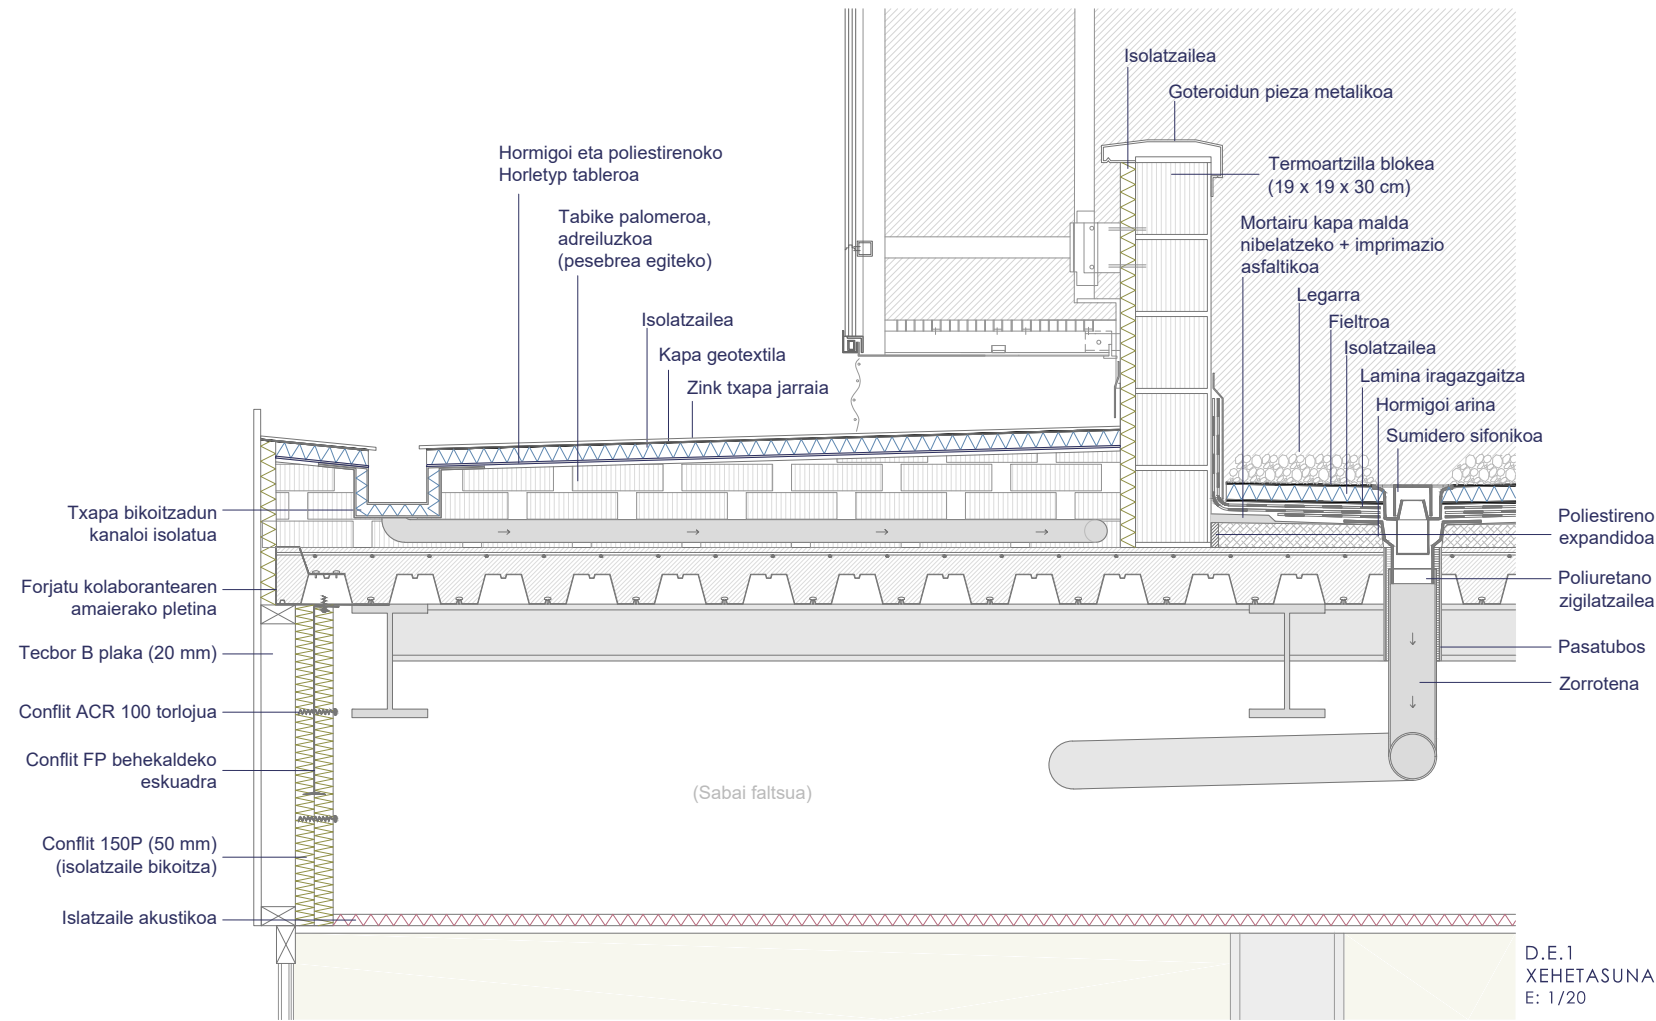 Isolatzailea
Goteroidun pieza metalikoa
Hormigoi eta poliestirenoko
Horletyp tableroa
Termoartzilla blokea
(19 x 19 x 30 cm)
Tabike palomeroa,
adreiluzkoa
(pesebrea egiteko)
Mortairu kapa malda
nibelatzeko + imprimazio
asfaltikoa
Legarra
Fieltroa
Isolatzailea
Isolatzailea
Kapa geotextila
Lamina iragazgaitza
Zink txapa jarraia
Hormigoi arina
Sumidero sifonikoa
Txapa bikoitzadun
kanaloi isolatua
Poliestireno
expandidoa
Forjatu kolaborantearen
amaierako pletina
Poliuretano
zigilatzailea
Tecbor B plaka (20 mm)
Pasatubos
Zorrotena
Conflit ACR 100 torlojua
Conflit FP behekaldeko
eskuadra
(Sabai faltsua)
Conflit 150P (50 mm)
(isolatzaile bikoitza)
Islatzaile akustikoa
D.E.1
XEHETASUNA
E: 1/20